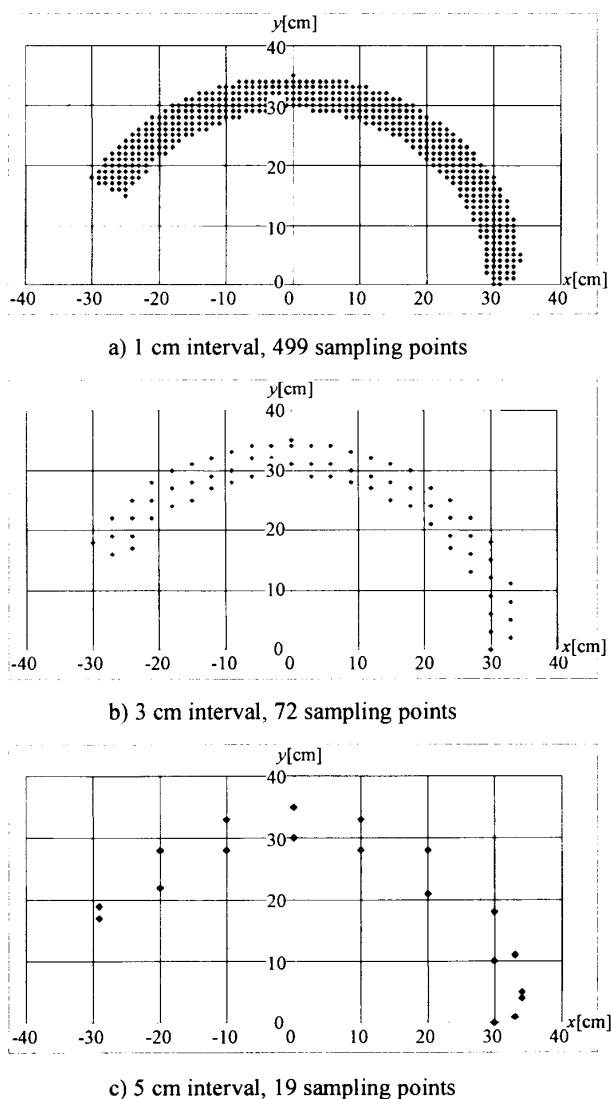 y[cm]
40
30
20
10
0
x[cm]
-40 -30 -20 -10 0 10 20 30 40
a) 1 cm interval, 499 sampling points
y[cm]
40
30
20
10
0
x[cm]
-40 -30 -20 -10 0 10 20 30 40
b) 3 cm interval, 72 sampling points
y[cm]
40
30
20
10
0
x[cm]
-40 -30 -20 -10 0 10 20 30 40
c) 5 cm interval, 19 sampling points